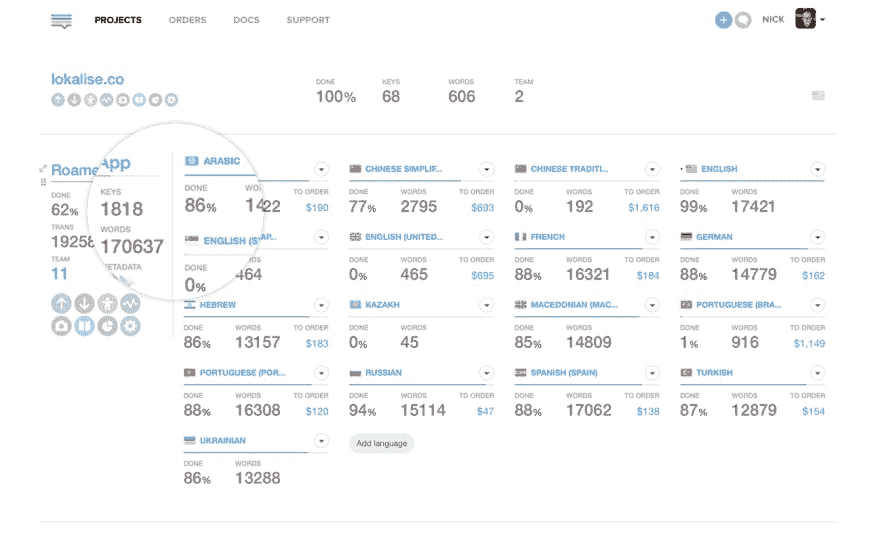 PROJECTS ORDERS DOCS SUPPORT NICK
lokalise.co
DONE KEYS WORDS TEAM
100% 68 606 2
Roame App
DONE
62%
KEYS
1818
TRANS
19258
WORDS
170637
TEAM
11
ARABIC
DONE TO ORDER
86% $190
CHINESE SIMPLIF...
DONE WORDS TO ORDER
77% 2795 $693
CHINESE TRADITI...
DONE WORDS TO ORDER
0% 192 $1,616
ENGLISH
DONE WORDS
99% 17421
ENGLISH (S
DONE
0% 464
ENGLISH (UNITED...
DONE WORDS TO ORDER
0% 465 $695
FRENCH
DONE WORDS TO ORDER
88% 16321 $184
GERMAN
DONE WORDS TO ORDER
88% 14779 $162
HEBREW
DONE WORDS TO ORDER
86% 13157 $183
KAZAKH
DONE WORDS
0% 45
MACEDONIAN (MAC...
DONE WORDS
85% 14809
PORTUGUESE (BRA...
DONE WORDS TO ORDER
1% 916 $1,149
PORTUGUESE (POR...
DONE WORDS TO ORDER
88% 16308 $120
RUSSIAN
DONE WORDS TO ORDER
94% 15114 $47
SPANISH (SPAIN)
DONE WORDS TO ORDER
88% 17062 $138
TURKISH
DONE WORDS TO ORDER
87% 12879 $154
UKRAINIAN
DONE WORDS
86% 13288
Add language